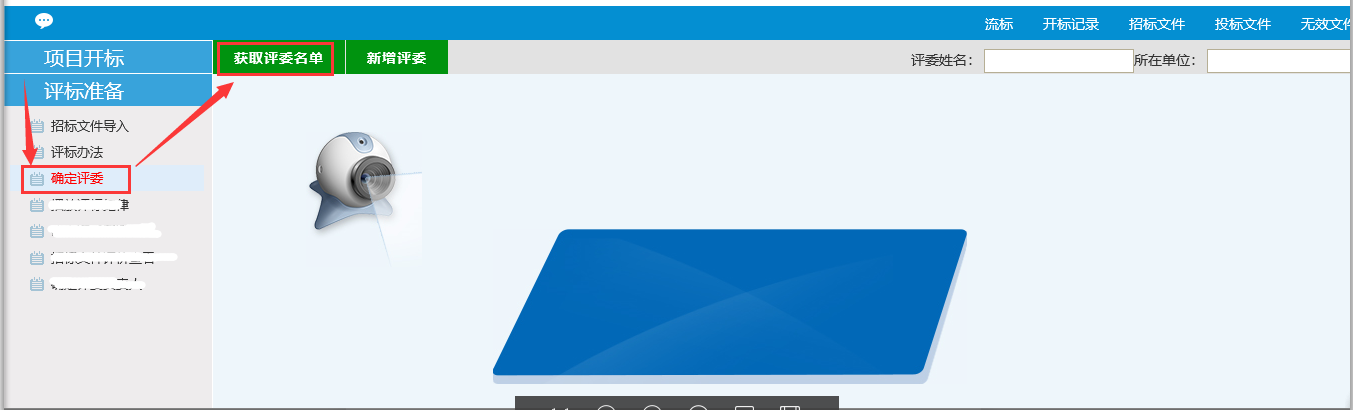 流标 开标记录 招标文件 投标文件 无效文件
项目开标
获取评委名单 新增评委 评委姓名： 所在单位：
评标准备
招标文件导入
评标办法
确定评委